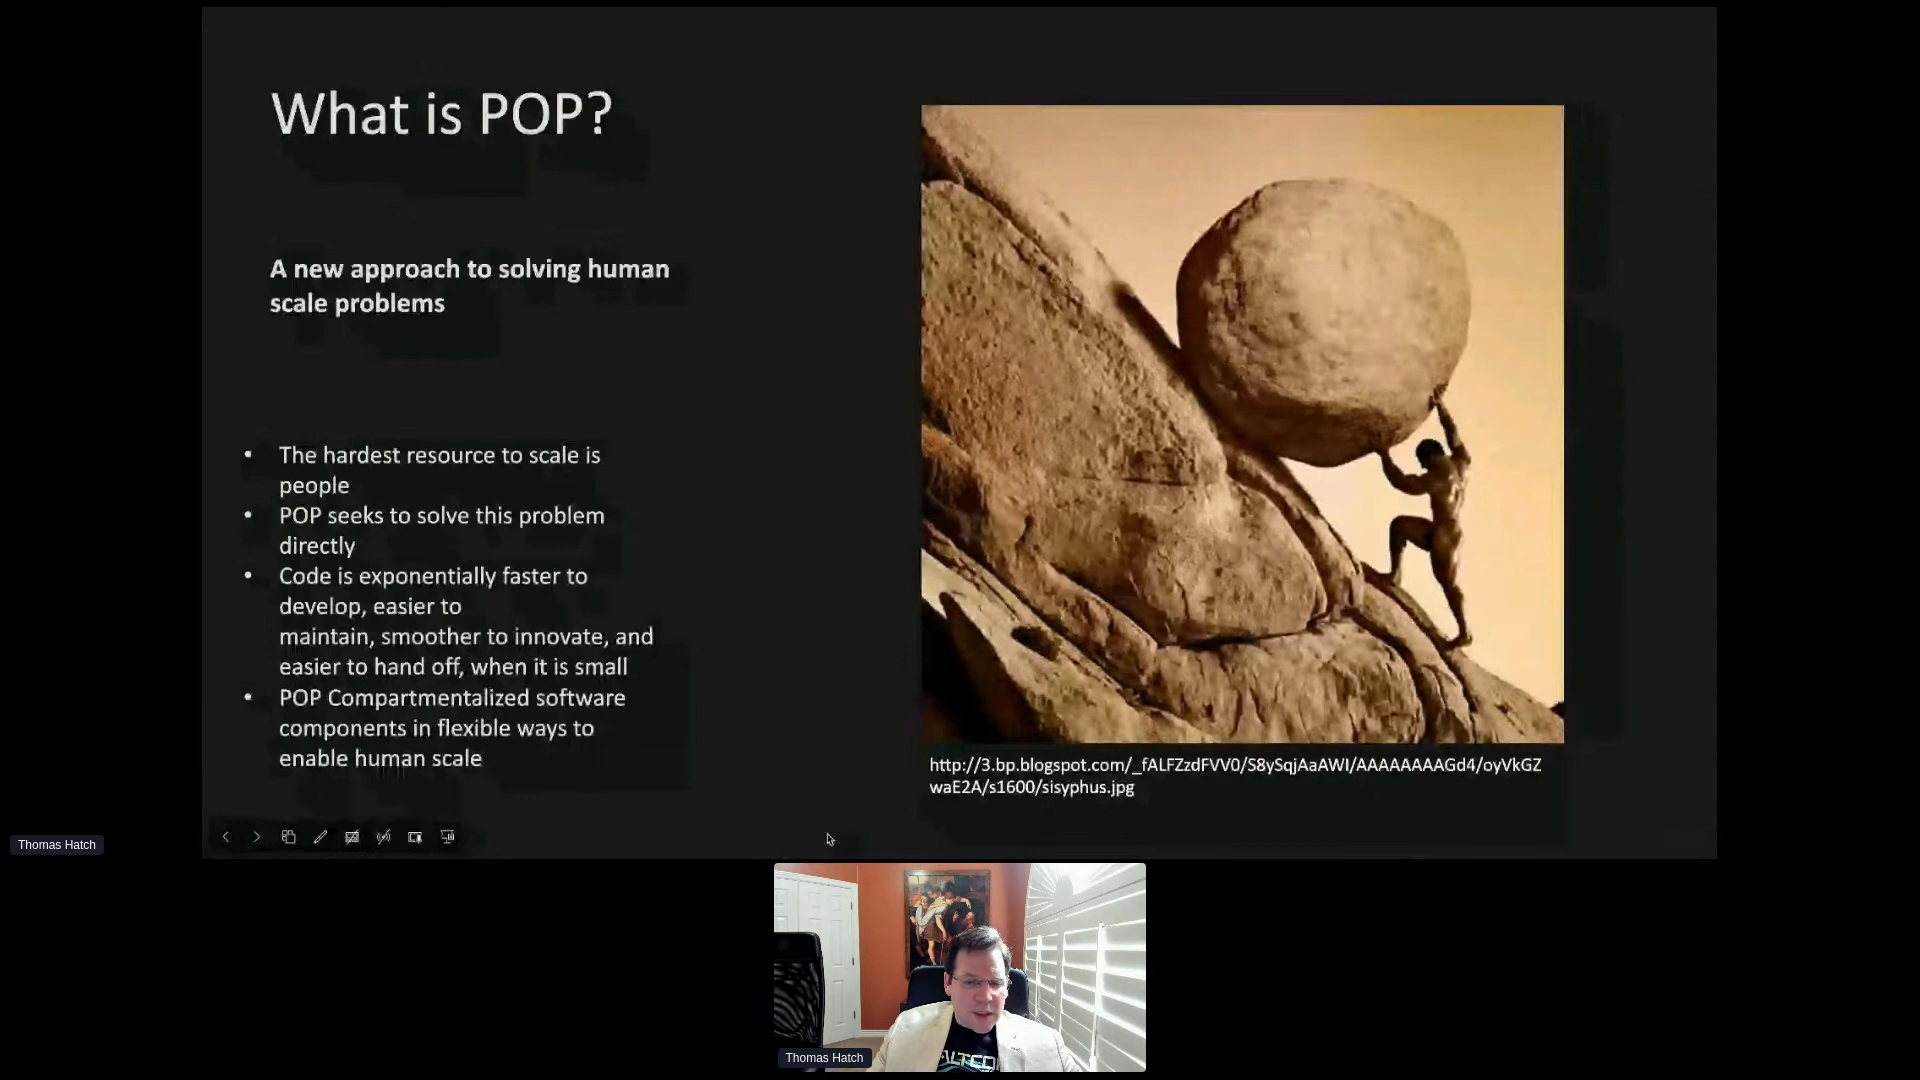 What is POP?
A new approach to solving human
scale problems
• The hardest resource to scale is
people
• POP seeks to solve this problem
directly
• Code is exponentially faster to
develop, easier to
maintain, smoother to innovate, and
easier to hand off, when it is small
• POP Compartmentalized software
components in flexible ways to
enable human scale
http://3.bp.blogspot.com/_fALFZzdFVV0/S8ySqjAaAWI/AAAAAAAAGd4/oyVkGZ
waE2A/s1600/sisyphus.jpg
Thomas Hatch
Thomas Hatch